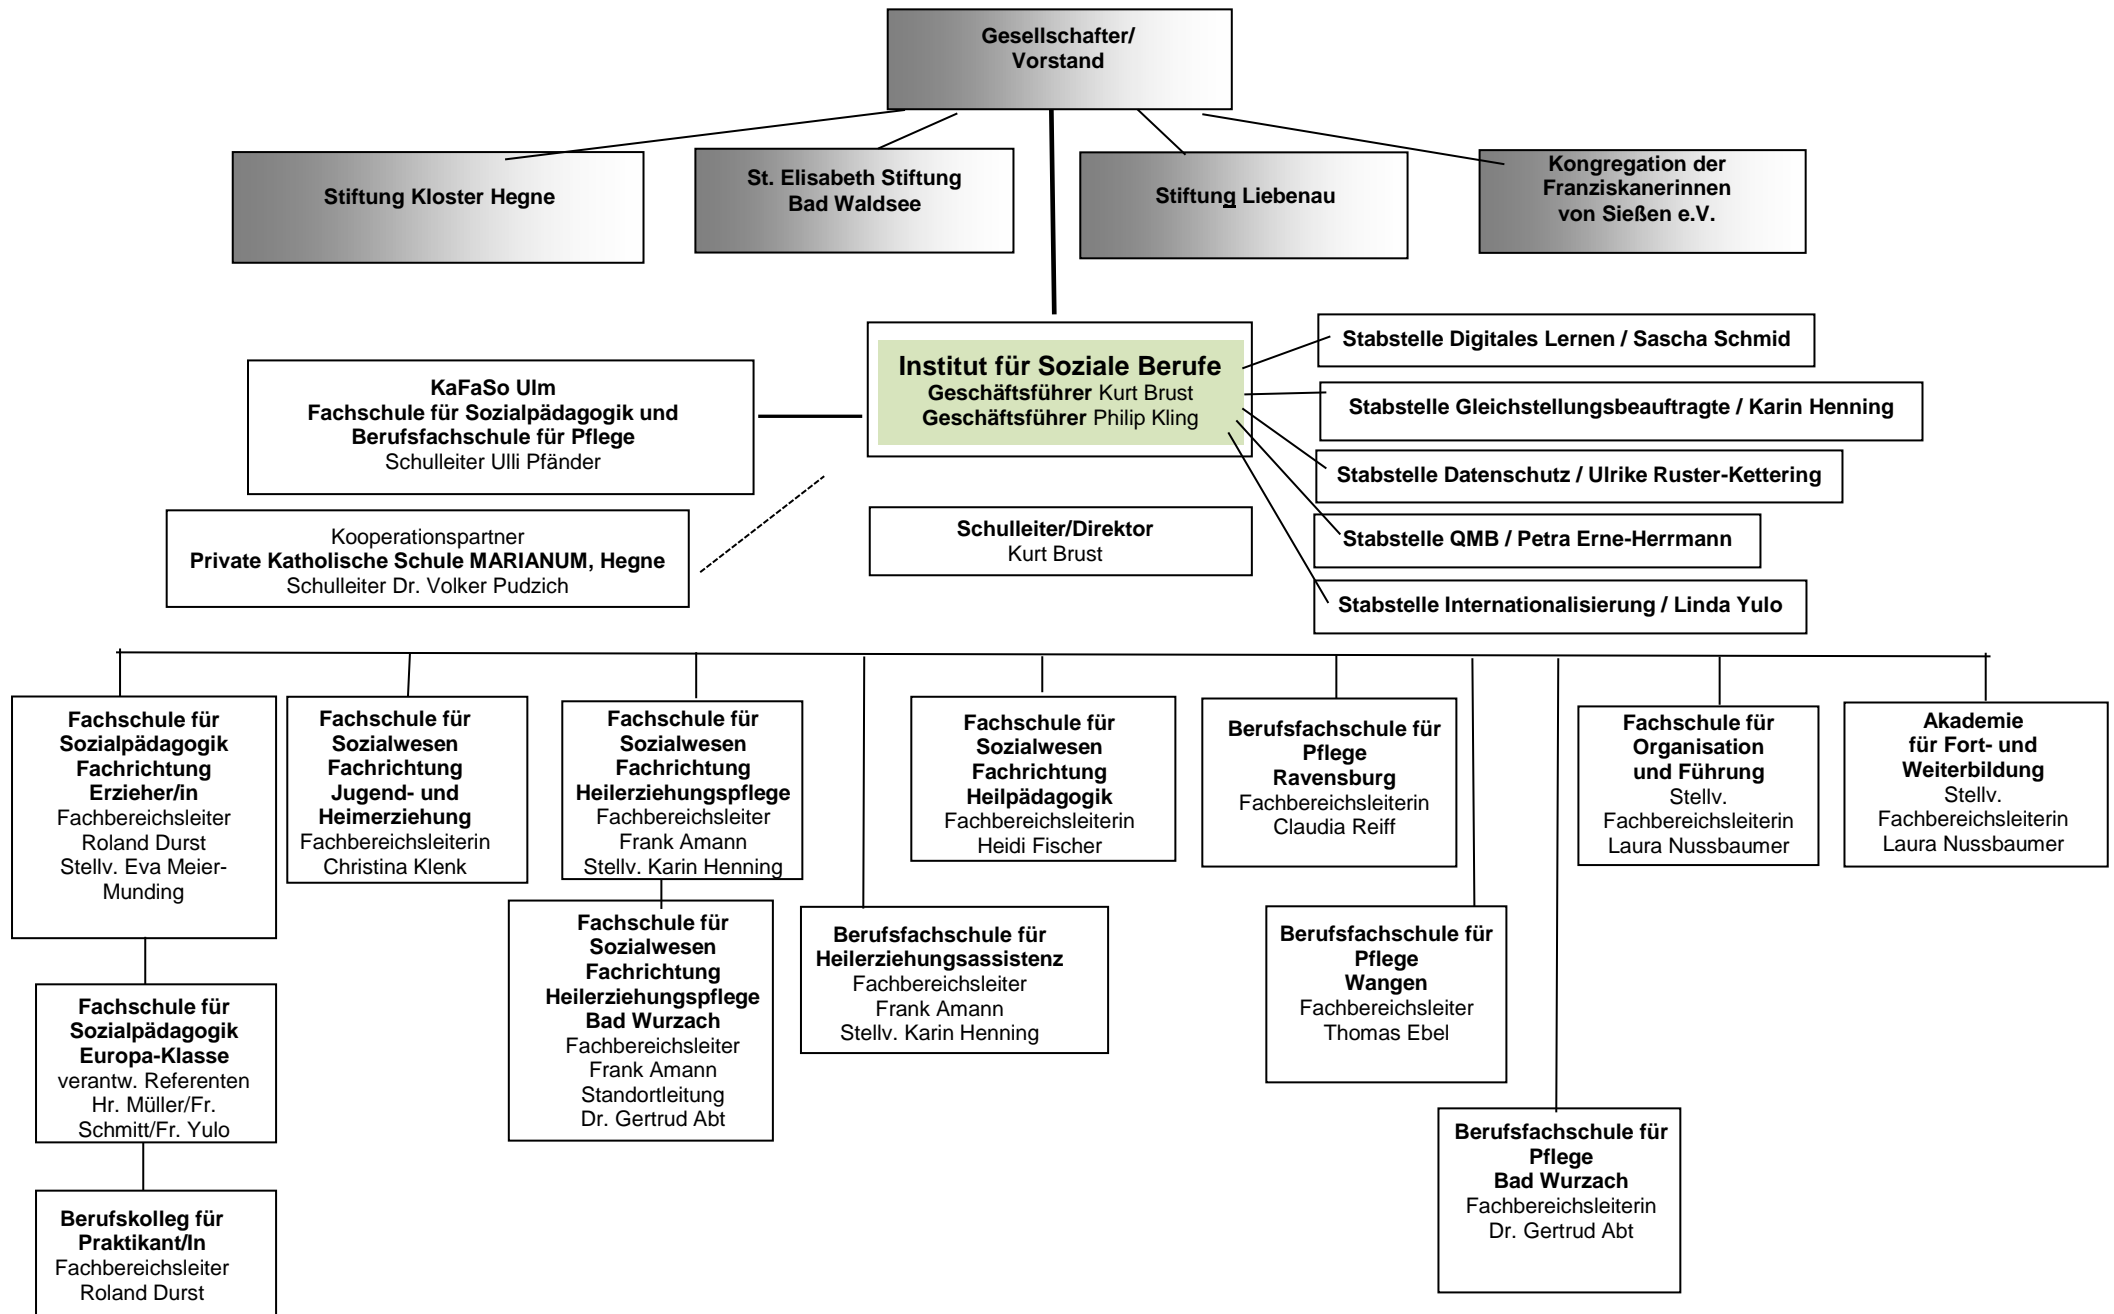 Gesellschafter/
Vorstand
Stiftung Kloster Hegne
St. Elisabeth Stiftung
Bad Waldsee
Stiftung Liebenau
Kongregation der
Franziskanerinnen
von Sießen e.V.
Institut für Soziale Berufe
Geschäftsführer Kurt Brust
Geschäftsführer Philip Kling
KaFaSo Ulm
Fachschule für Sozialpädagogik und
Berufsfachschule für Pflege
Schulleiter Ulli Pfänder
Kooperationspartner
Private Katholische Schule MARIANUM, Hegne
Schulleiter Dr. Volker Pudzich
Schulleiter/Direktor
Kurt Brust
Stabstelle Digitales Lernen / Sascha Schmid
Stabstelle Gleichstellungsbeauftragte / Karin Henning
Stabstelle Datenschutz / Ulrike Ruster-Kettering
Stabstelle QMB / Petra Erne-Herrmann
Stabstelle Internationalisierung / Linda Yulo
Fachschule für
Sozialpädagogik
Fachrichtung
Erzieher/in
Fachbereichsleiter
Roland Durst
Stellv. Eva Meier-
Munding
Fachschule für
Sozialwesen
Fachrichtung
Jugend- und
Heimerziehung
Fachbereichsleiterin
Christina Klenk
Fachschule für
Sozialwesen
Fachrichtung
Heilerziehungspflege
Fachbereichsleiter
Frank Amann
Stellv. Karin Henning
Fachschule für
Sozialwesen
Fachrichtung
Heilpädagogik
Fachbereichsleiterin
Heidi Fischer
Berufsfachschule für
Pflege
Ravensburg
Fachbereichsleiterin
Claudia Reiff
Fachschule für
Organisation
und Führung
Stellv.
Fachbereichsleiterin
Laura Nussbaumer
Akademie
für Fort- und
Weiterbildung
Stellv.
Fachbereichsleiterin
Laura Nussbaumer
Fachschule für
Sozialpädagogik
Europa-Klasse
verantw. Referenten
Hr. Müller/Fr.
Schmitt/Fr. Yulo
Fachschule für
Sozialwesen
Fachrichtung
Heilerziehungspflege
Bad Wurzach
Fachbereichsleiter
Frank Amann
Standortleitung
Dr. Gertrud Abt
Berufsfachschule für
Heilerziehungsassistenz
Fachbereichsleiter
Frank Amann
Stellv. Karin Henning
Berufsfachschule für
Pflege
Wangen
Fachbereichsleiter
Thomas Ebel
Berufsfachschule für
Pflege
Bad Wurzach
Fachbereichsleiterin
Dr. Gertrud Abt
Berufskolleg für
Praktikant/In
Fachbereichsleiter
Roland Durst